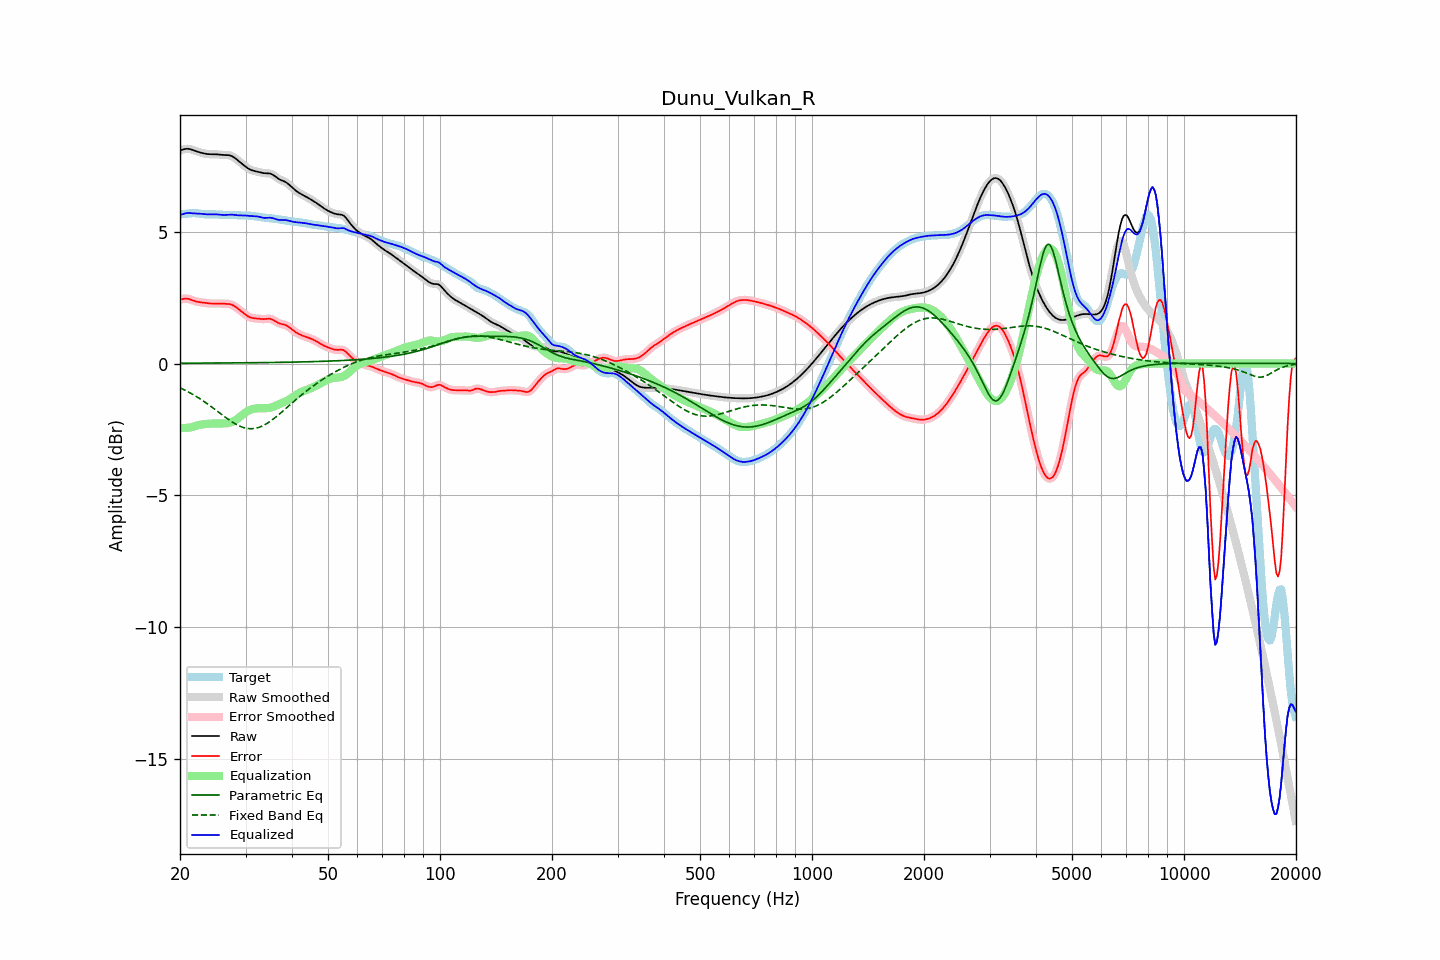 Dunu_Vulkan_R
Amplitude (dBr)
5
0
−5
−10
−15
Target
Raw Smoothed
Error Smoothed
Raw
Error
Equalization
Parametric Eq
Fixed Band Eq
Equalized
20 50 100 200 500 1000 2000 5000 10000 20000
Frequency (Hz)